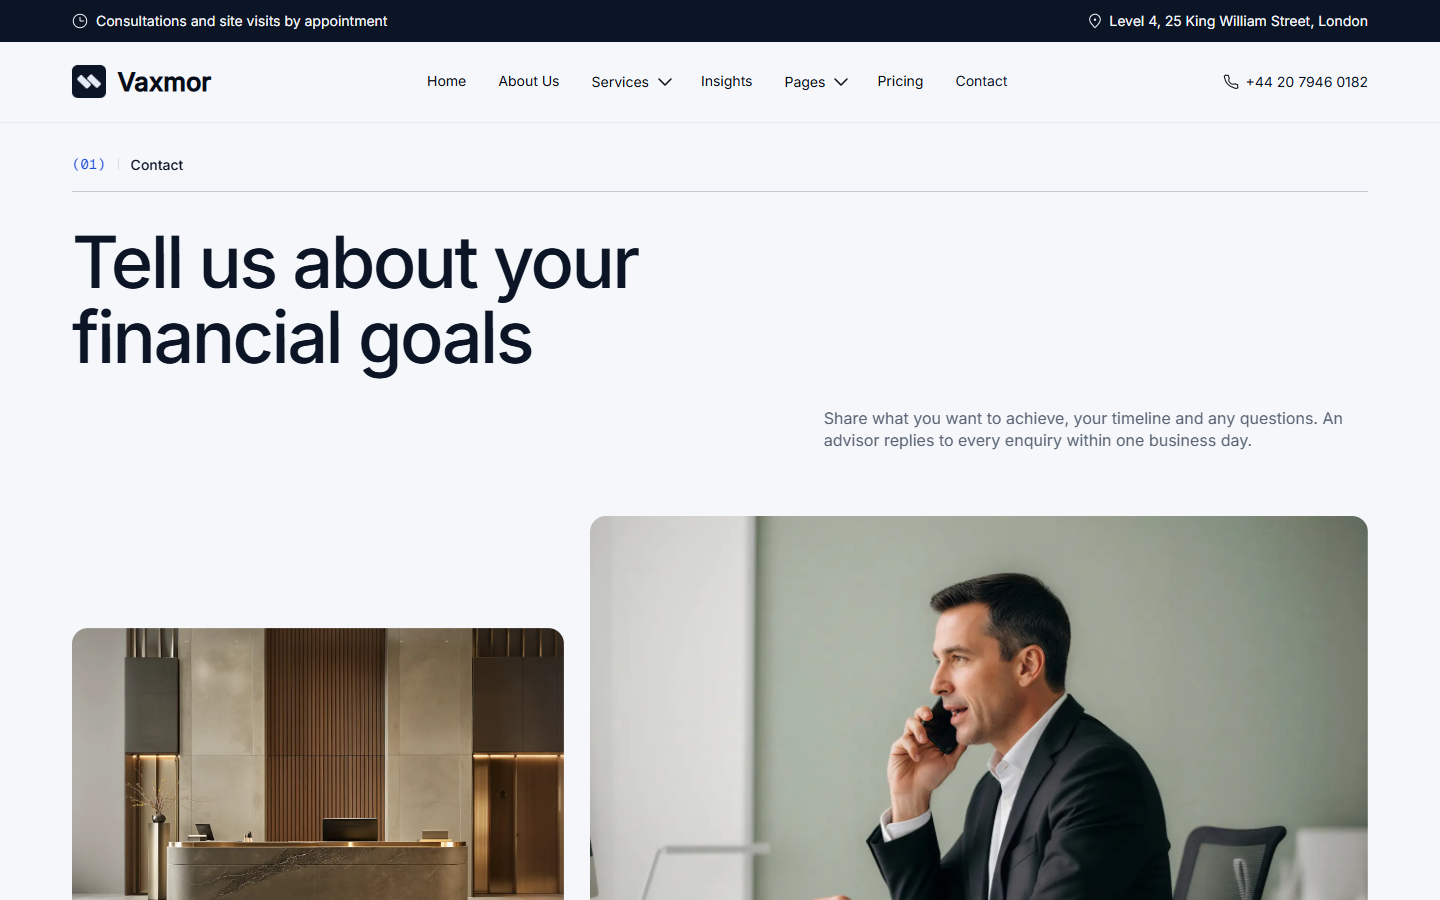 Consultations and site visits by appointment
Level 4, 25 King William Street, London
Vaxmor
Home
About Us
Services
Insights
Pages
Pricing
Contact
+44 20 7946 0182
(01)
Contact
Tell us about your
financial goals
Share what you want to achieve, your timeline and any questions. An
advisor replies to every enquiry within one business day.